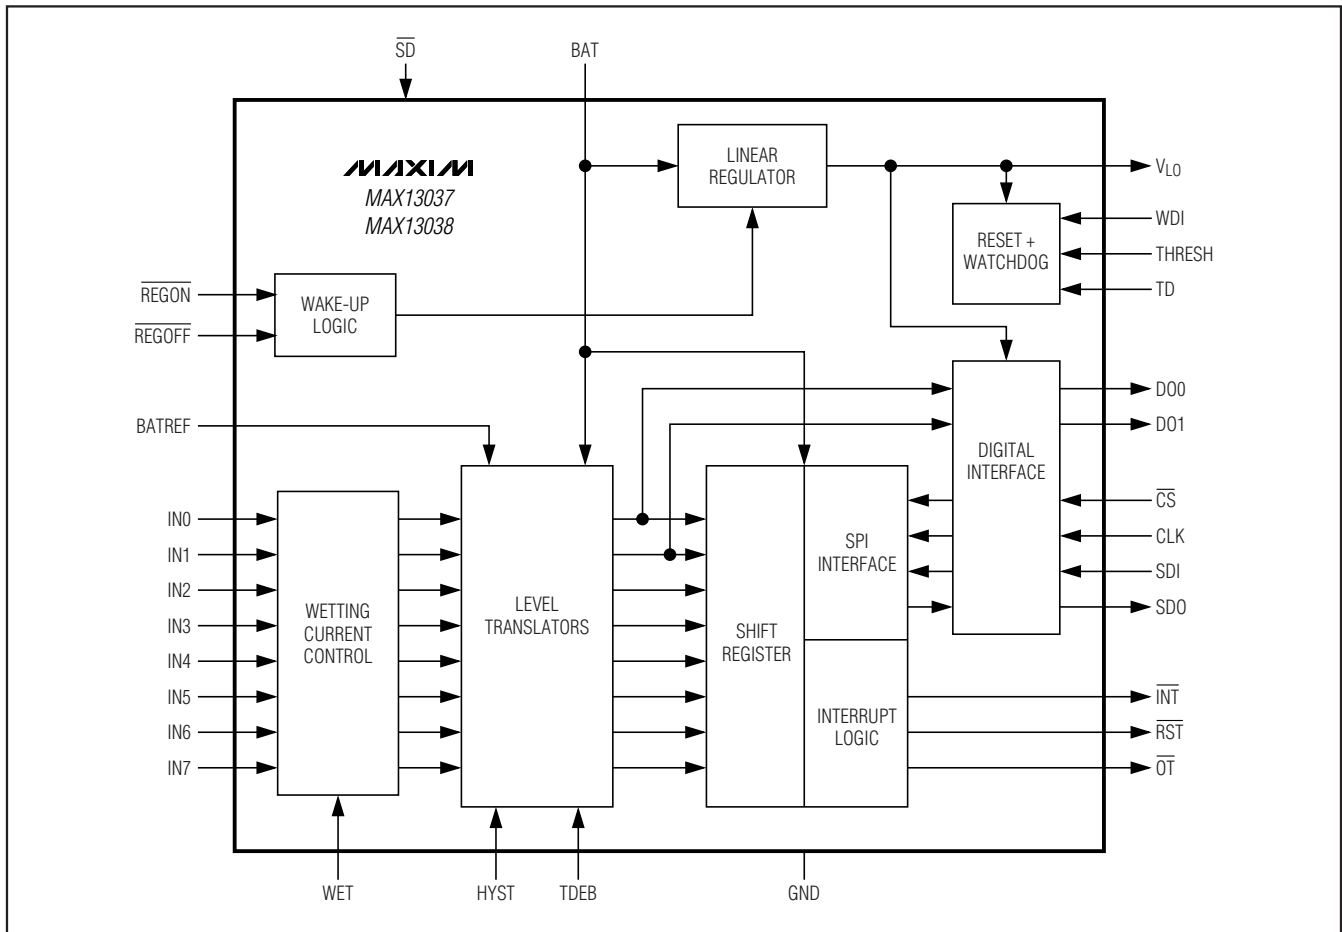 SD
BAT
MAXIM
MAX13037
MAX13038
LINEAR
REGULATOR
VLO
WDI
RESET +
WATCHDOG
THRESH
TD
REGON
REGOFF
WAKE-UP
LOGIC
BATREF
DO0
DO1
DIGITAL
INTERFACE
CS
CLK
SDI
SDO
IN0
IN1
IN2
IN3
IN4
IN5
IN6
IN7
WETTING
CURRENT
CONTROL
LEVEL
TRANSLATORS
SHIFT
REGISTER
SPI
INTERFACE
INTERRUPT
LOGIC
INT
RST
OT
WET
HYST
TDEB
GND